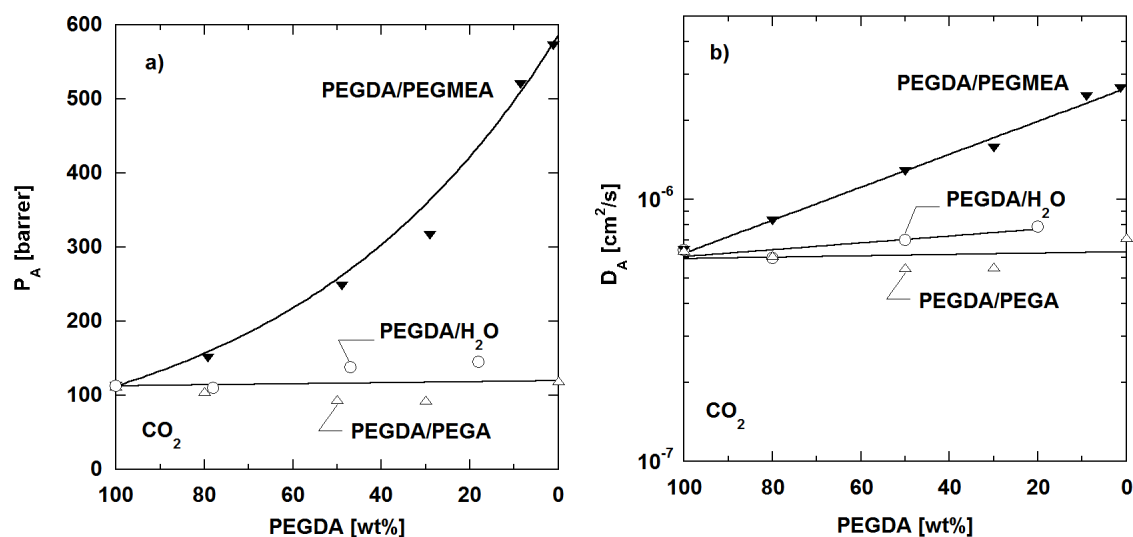 a)
600
500
400
300
200
100
0
P_A [barrer]
PEGDA/PEGMEA
PEGDA/H₂O
PEGDA/PEGA
CO₂
100 80 60 40 20 0
PEGDA [wt%]
b)
10⁻⁶
10⁻⁷
D_A [cm²/s]
PEGDA/PEGMEA
PEGDA/H₂O
PEGDA/PEGA
CO₂
100 80 60 40 20 0
PEGDA [wt%]